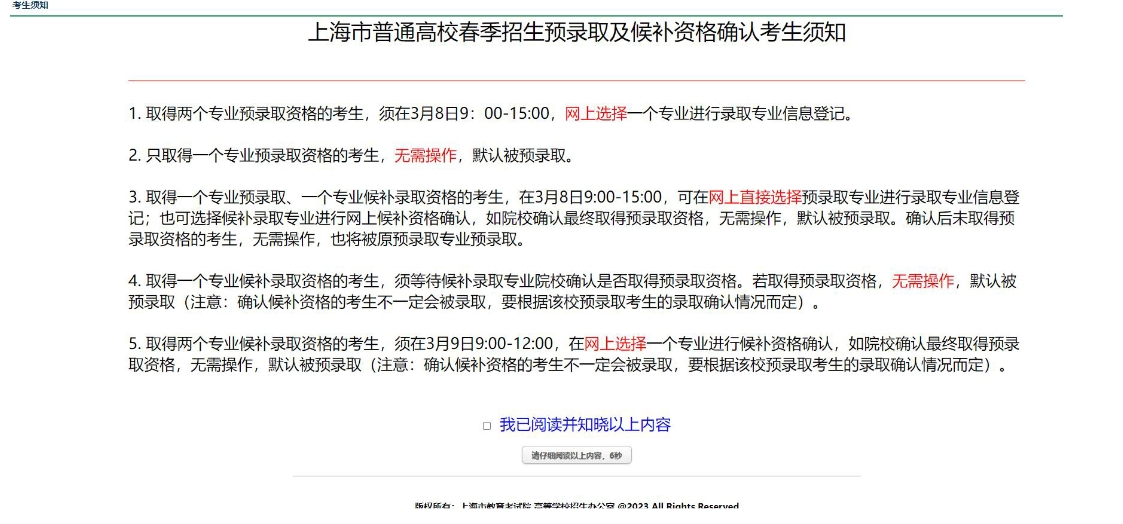 考生须知
上海市普通高校春季招生预录取及候补资格确认考生须知
1. 取得两个专业预录取资格的考生，须在3月8日9：00-15:00，网上选择一个专业进行录取专业信息登记。
2. 只取得一个专业预录取资格的考生，无需操作，默认被预录取。
3. 取得一个专业预录取、一个专业候补录取资格的考生，在3月8日9:00-15:00，可在网上直接选择预录取专业进行录取专业信息登
记；也可选择候补录取专业进行网上候补资格确认，如院校确认最终取得预录取资格，无需操作，默认被预录取。确认后未取得预
录取资格的考生，无需操作，也将被原预录取专业预录取。
4. 取得一个专业候补录取资格的考生，须等待候补录取专业院校确认是否取得预录取资格。若取得预录取资格，无需操作，默认被
预录取（注意：确认候补资格的考生不一定会被录取，要根据该校预录取考生的录取确认情况而定）。
5. 取得两个专业候补录取资格的考生，须在3月9日9:00-12:00，在网上选择一个专业进行候补资格确认，如院校确认最终取得预录
取资格，无需操作，默认被预录取（注意：确认候补资格的考生不一定会被录取，要根据该校预录取考生的录取确认情况而定）。
我已阅读并知晓以上内容
请仔细阅读以上内容，6秒
版权所有：上海市教育考试院 高等学校招生办公室 @2023 All Rights Reserved